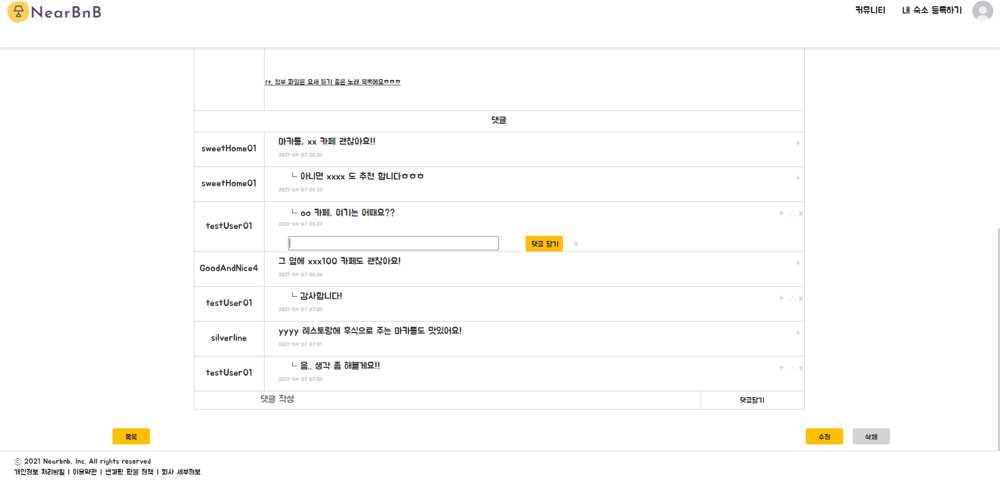 NearBnB
커뮤니티 내 숙소 등록하기
ft. 첨부 파일은 요새 듣기 좋은 노래 목록에요ㅎㅎㅎ
댓글
sweetHome01 마카롱, xx 카페 괜찮아요!! +
2021-04-07 06:35
sweetHome01 └ 아니면 xxxx 도 추천 합니다ㅎㅎㅎ +
2021-04-07 06:35
testUser01 └ oo 카페, 여기는 어때요?? + ∴ x
2021-04-07 06:37
댓글 달기 x
GoodAndNice4 그 옆에 xxx100 카페도 괜찮아요! +
2021-04-07 06:36
testUser01 └ 감사합니다! + ∴ x
2021-04-07 07:09
silverline yyyy 레스토랑에 후식으로 주는 마카롱도 맛있어요! +
2021-04-07 07:01
testUser01 └ 음.. 생각 좀 해볼게요!! + ∴ x
2021-04-07 07:09
댓글 작성 댓글달기
목록 수정 삭제
ⓒ 2021 Nearbnb, Inc. All rights reserved
개인정보 처리방침 | 이용약관 | 변경된 환불 정책 | 회사 세부정보